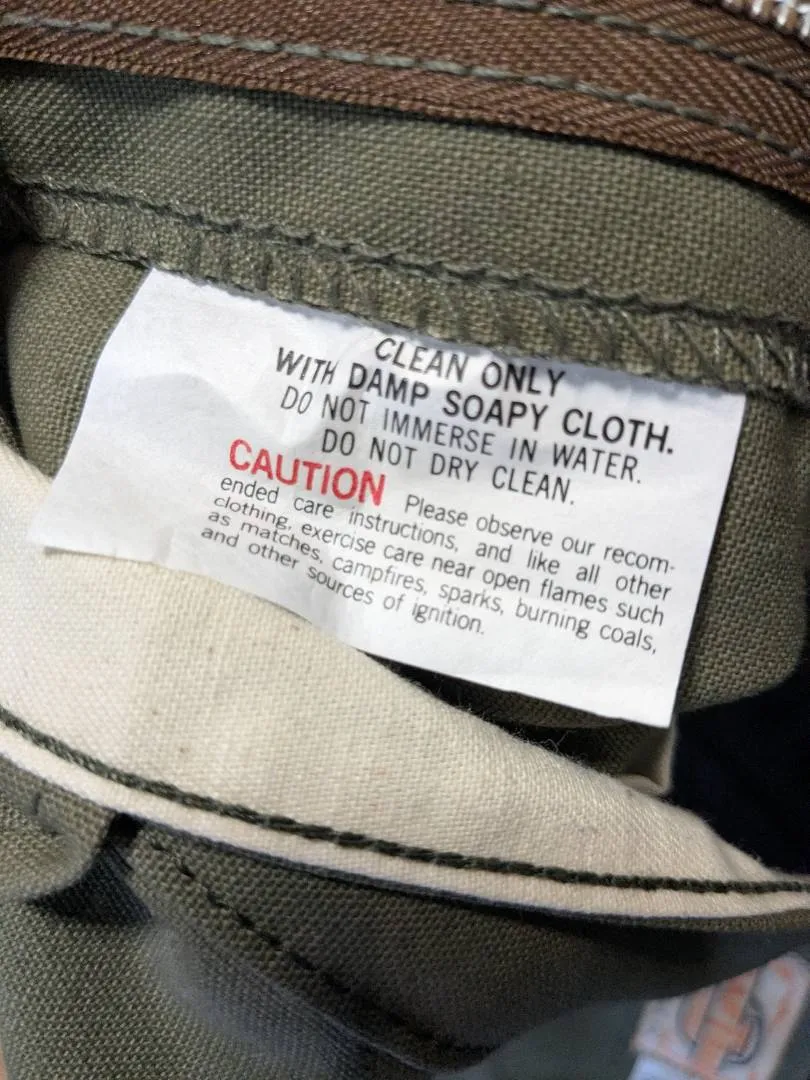 CLEAN ONLY
WITH DAMP SOAPY CLOTH.
DO NOT IMMERSE IN WATER.
DO NOT DRY CLEAN.
CAUTION Please observe our recom-
ended care instructions, and like all other
clothing, exercise care near open flames such
as matches, campfires, sparks, burning coals,
and other sources of ignition.